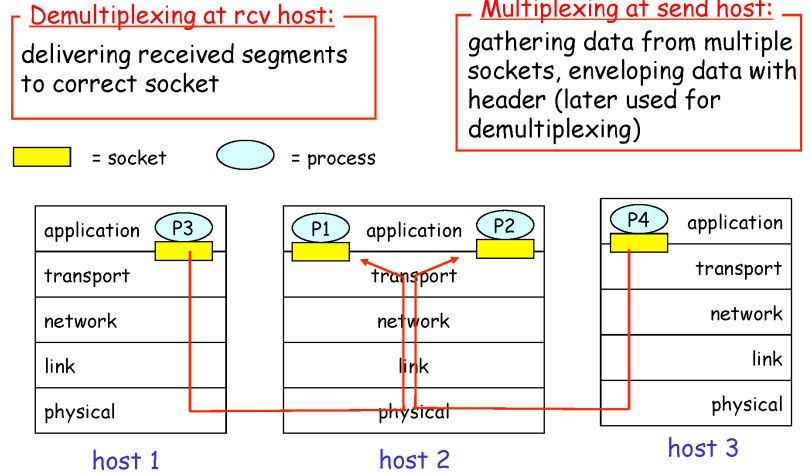 Demultiplexing at rcv host:
delivering received segments
to correct socket
Multiplexing at send host:
gathering data from multiple
sockets, enveloping data with
header (later used for
demultiplexing)
= socket
= process
application
P3
transport
network
link
physical
host 1
P1
application
P2
transport
network
link
physical
host 2
P4
application
transport
network
link
physical
host 3